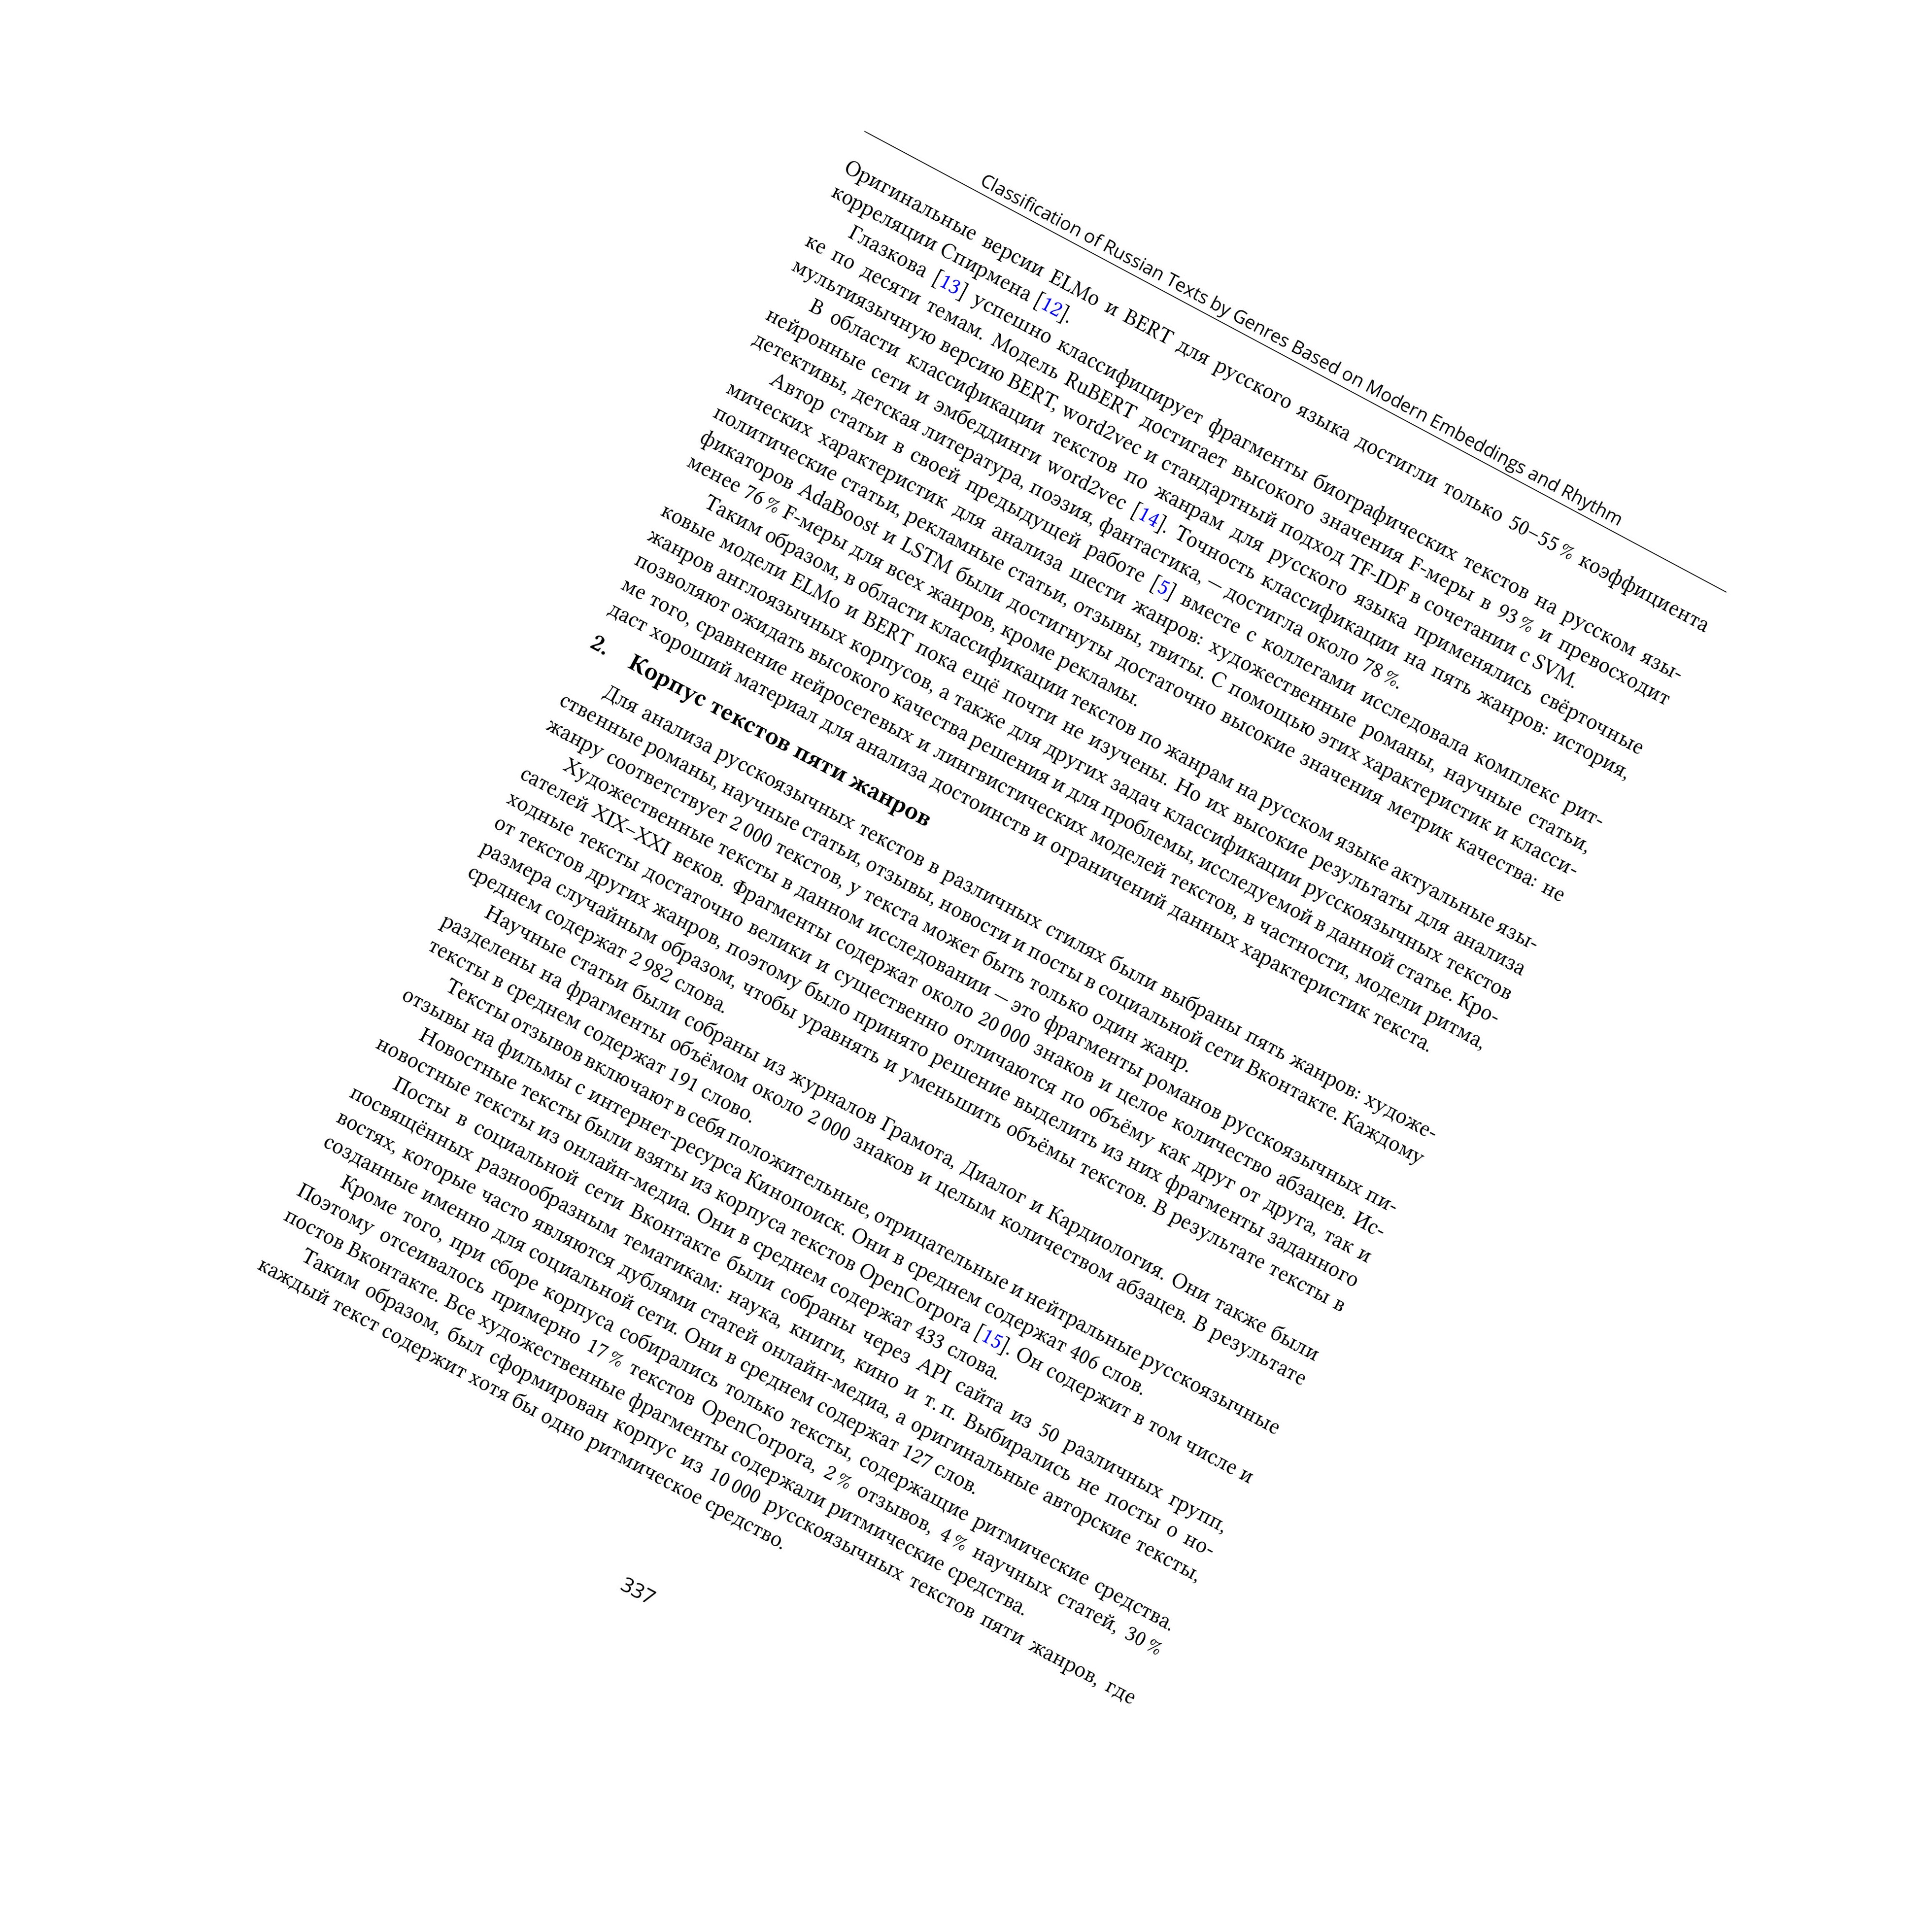 Classification of Russian Texts by Genres Based on Modern Embeddings and Rhythm
Оригинальные версии ELMo и BERT для русского языка достигли только 50–55 % коэффициента
корреляции Спирмена [12].
Глазкова [13] успешно классифицирует фрагменты биографических текстов на русском язы-
ке по десяти темам. Модель RuBERT достигает высокого значения F-меры в 93 % и превосходит
мультиязычную версию BERT, word2vec и стандартный подход TF-IDF в сочетании с SVM.
В области классификации текстов по жанрам для русского языка применялись свёрточные
нейронные сети и эмбеддинги word2vec [14]. Точность классификации на пять жанров: история,
детективы, детская литература, поэзия, фантастика, — достигла около 78 %.
Автор статьи в своей предыдущей работе [5] вместе с коллегами исследовала комплекс рит-
мических характеристик для анализа шести жанров: художественные романы, научные статьи,
политические статьи, рекламные статьи, отзывы, твиты. С помощью этих характеристик и класси-
фикаторов AdaBoost и LSTM были достигнуты достаточно высокие значения метрик качества: не
менее 76 % F-меры для всех жанров, кроме рекламы.
Таким образом, в области классификации текстов по жанрам на русском языке актуальные язы-
ковые модели ELMo и BERT пока ещё почти не изучены. Но их высокие результаты для анализа
жанров англоязычных корпусов, а также для других задач классификации русскоязычных текстов
позволяют ожидать высокого качества решения и для проблемы, исследуемой в данной статье. Кро-
ме того, сравнение нейросетевых и лингвистических моделей текстов, в частности, модели ритма,
даст хороший материал для анализа достоинств и ограничений данных характеристик текста.
2. Корпус текстов пяти жанров
Для анализа русскоязычных текстов в различных стилях были выбраны пять жанров: художе-
ственные романы, научные статьи, отзывы, новости и посты в социальной сети Вконтакте. Каждому
жанру соответствует 2 000 текстов, у текста может быть только один жанр.
Художественные тексты в данном исследовании — это фрагменты романов русскоязычных пи-
сателей XIX–XXI веков. Фрагменты содержат около 20 000 знаков и целое количество абзацев. Ис-
ходные тексты достаточно велики и существенно отличаются по объёму как друг от друга, так и
от текстов других жанров, поэтому было принято решение выделить из них фрагменты заданного
размера случайным образом, чтобы уравнять и уменьшить объёмы текстов. В результате тексты в
среднем содержат 2 982 слова.
Научные статьи были собраны из журналов Грамота, Диалог и Кардиология. Они также были
разделены на фрагменты объёмом около 2 000 знаков и целым количеством абзацев. В результате
тексты в среднем содержат 191 слово.
Тексты отзывов включают в себя положительные, отрицательные и нейтральные русскоязычные
отзывы на фильмы с интернет-ресурса Кинопоиск. Они в среднем содержат 406 слов.
Новостные тексты были взяты из корпуса текстов OpenCorpora [15]. Он содержит в том числе и
новостные тексты из онлайн-медиа. Они в среднем содержат 433 слова.
Посты в социальной сети Вконтакте были собраны через API сайта из 50 различных групп,
посвящённых разнообразным тематикам: наука, книги, кино и т. п. Выбирались не посты о но-
востях, которые часто являются дублями статей онлайн-медиа, а оригинальные авторские тексты,
созданные именно для социальной сети. Они в среднем содержат 127 слов.
Кроме того, при сборе корпуса собирались только тексты, содержащие ритмические средства.
Поэтому отсеивалось примерно 17 % текстов OpenCorpora, 2 % отзывов, 4 % научных статей, 30 %
постов Вконтакте. Все художественные фрагменты содержали ритмические средства.
Таким образом, был сформирован корпус из 10 000 русскоязычных текстов пяти жанров, где
каждый текст содержит хотя бы одно ритмическое средство.
337